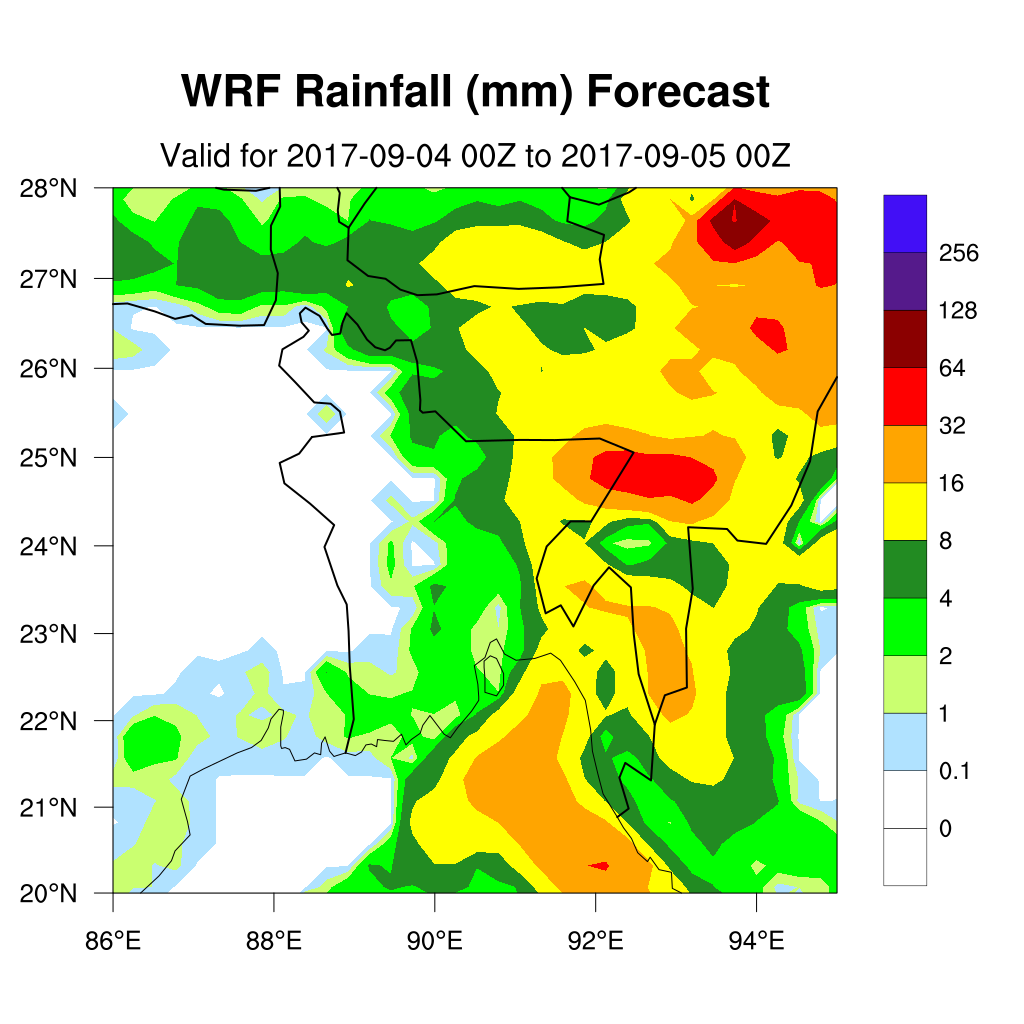 WRF Rainfall (mm) Forecast
Valid for 2017-09-04 00Z to 2017-09-05 00Z
28°N
27°N
26°N
25°N
24°N
23°N
22°N
21°N
20°N
86°E 88°E 90°E 92°E 94°E
256
128
64
32
16
8
4
2
1
0.1
0